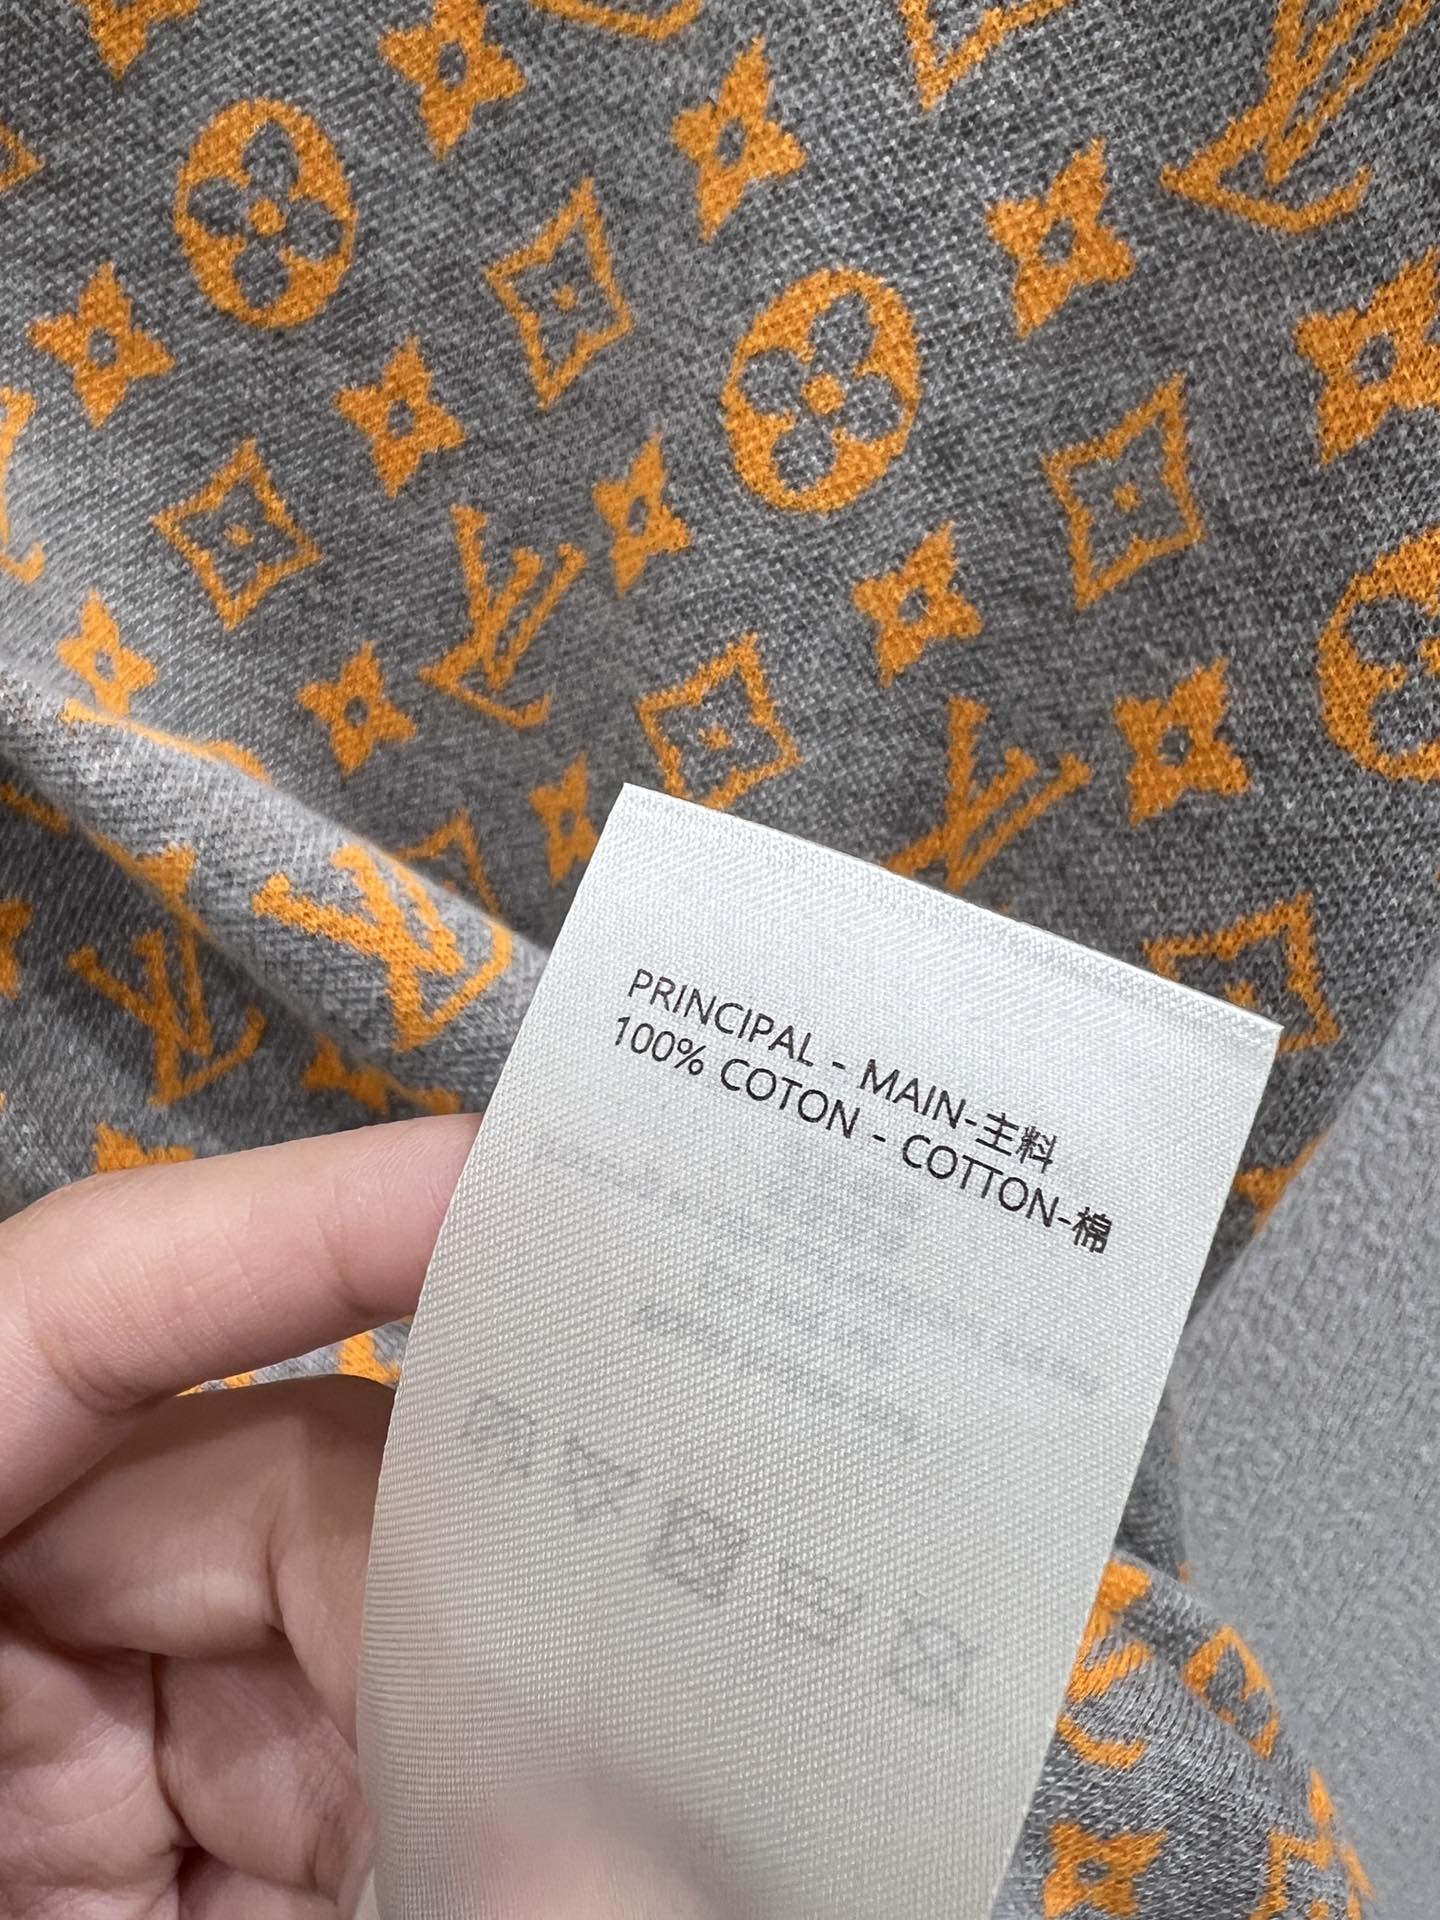 PRINCIPAL - MAIN-主料
100% COTON - COTTON-棉